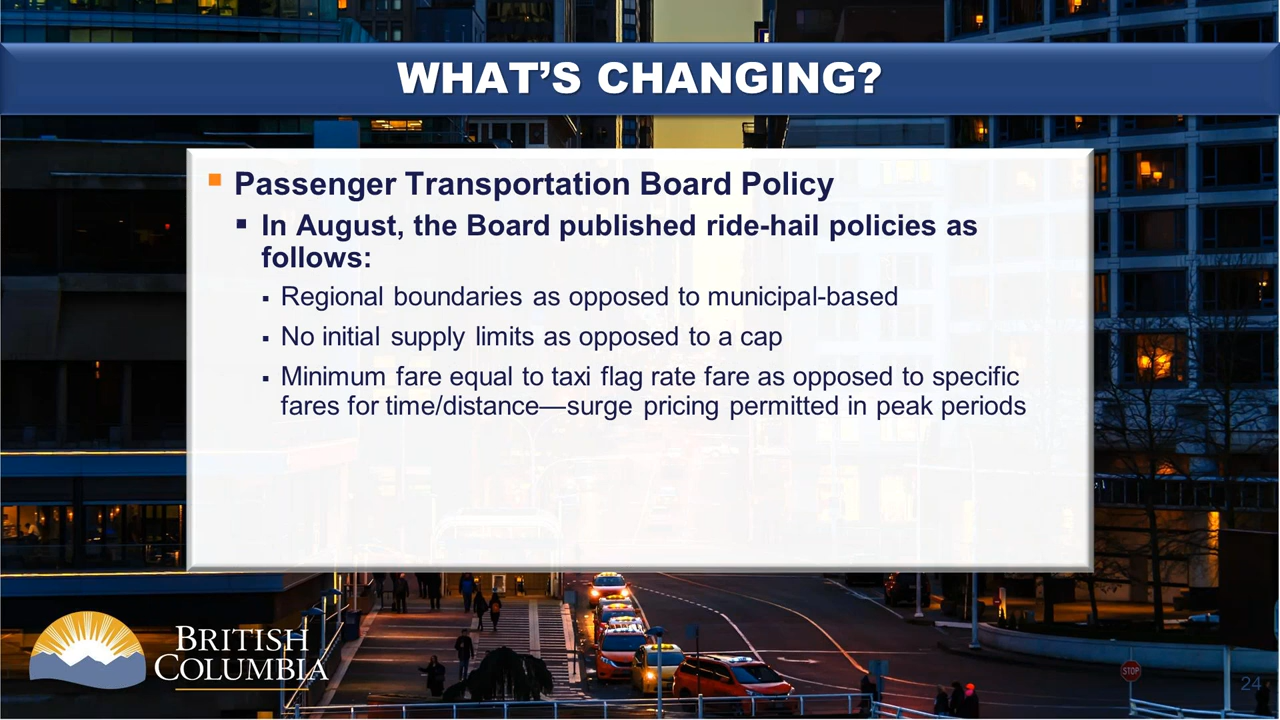 WHAT’S CHANGING?
Passenger Transportation Board Policy
In August, the Board published ride-hail policies as
follows:
Regional boundaries as opposed to municipal-based
No initial supply limits as opposed to a cap
Minimum fare equal to taxi flag rate fare as opposed to specific
fares for time/distance—surge pricing permitted in peak periods
BRITISH
COLUMBIA
STOP
24